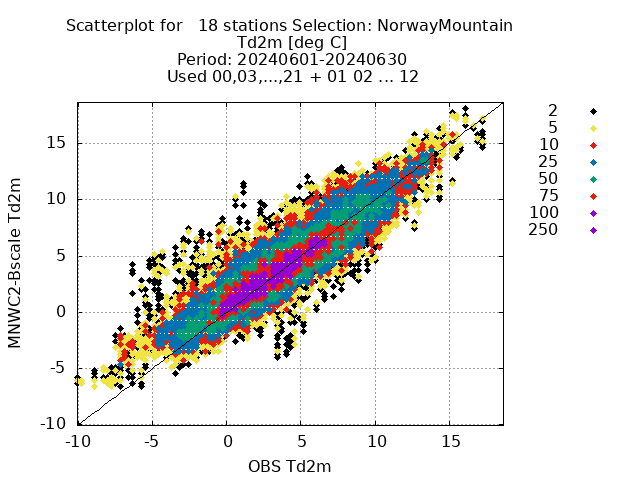 Scatterplot for   18 stations Selection: NorwayMountain
Td2m [deg C]
Period: 20240601-20240630
Used 00,03,...,21 + 01 02 ... 12
2
5
10
25
50
75
100
250
MNWC2-Bscale Td2m
15
10
5
0
-5
-10
-10 -5 0 5 10 15
OBS Td2m